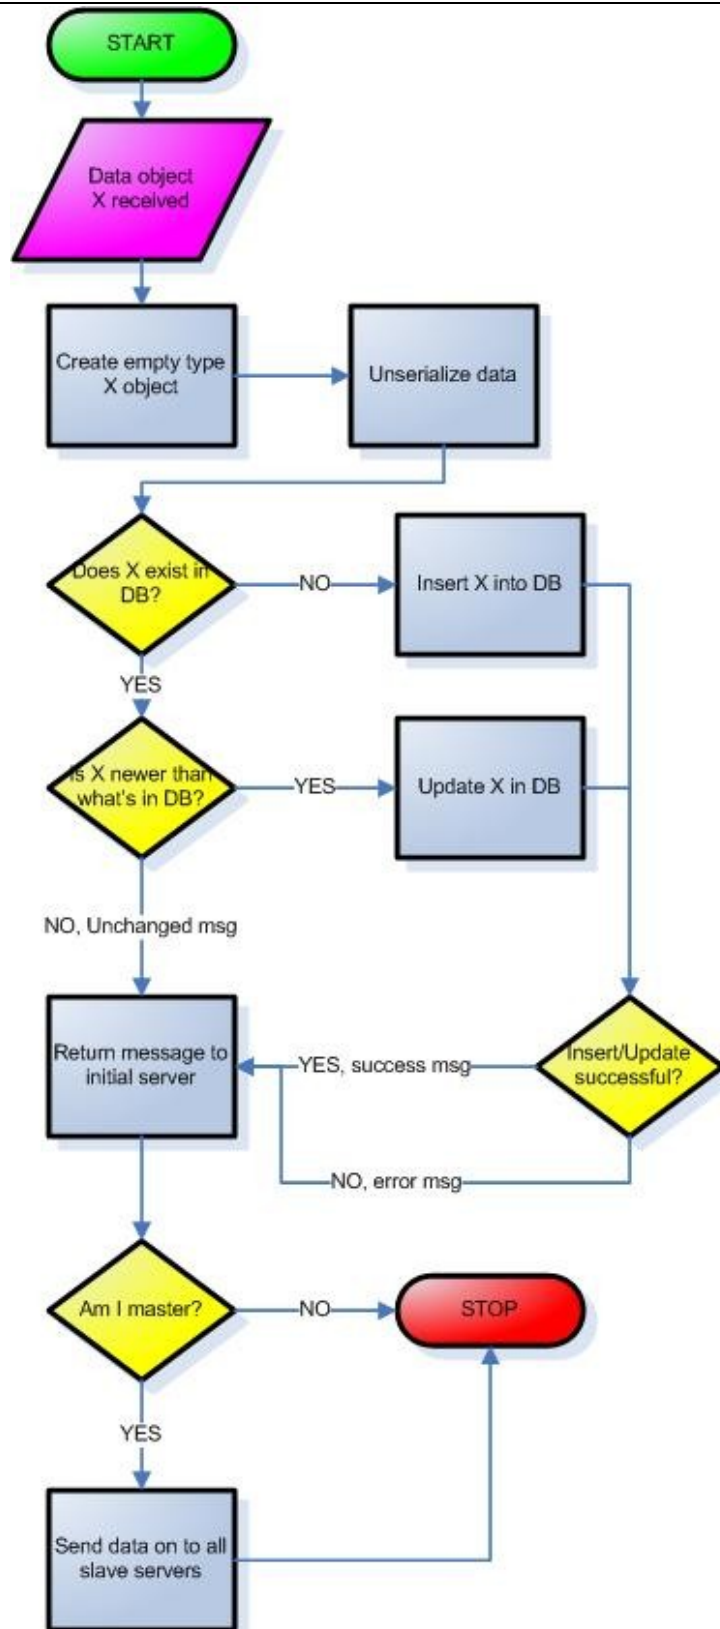 START
Data object
X received
Create empty type
X object
Unserialize data
Does X exist in
DB?
NO
Insert X into DB
YES
Is X newer than
what's in DB?
YES
Update X in DB
NO, Unchanged msg
Return message to
initial server
YES, success msg
Insert/Update
successful?
NO, error msg
Am I master?
NO
STOP
YES
Send data on to all
slave servers